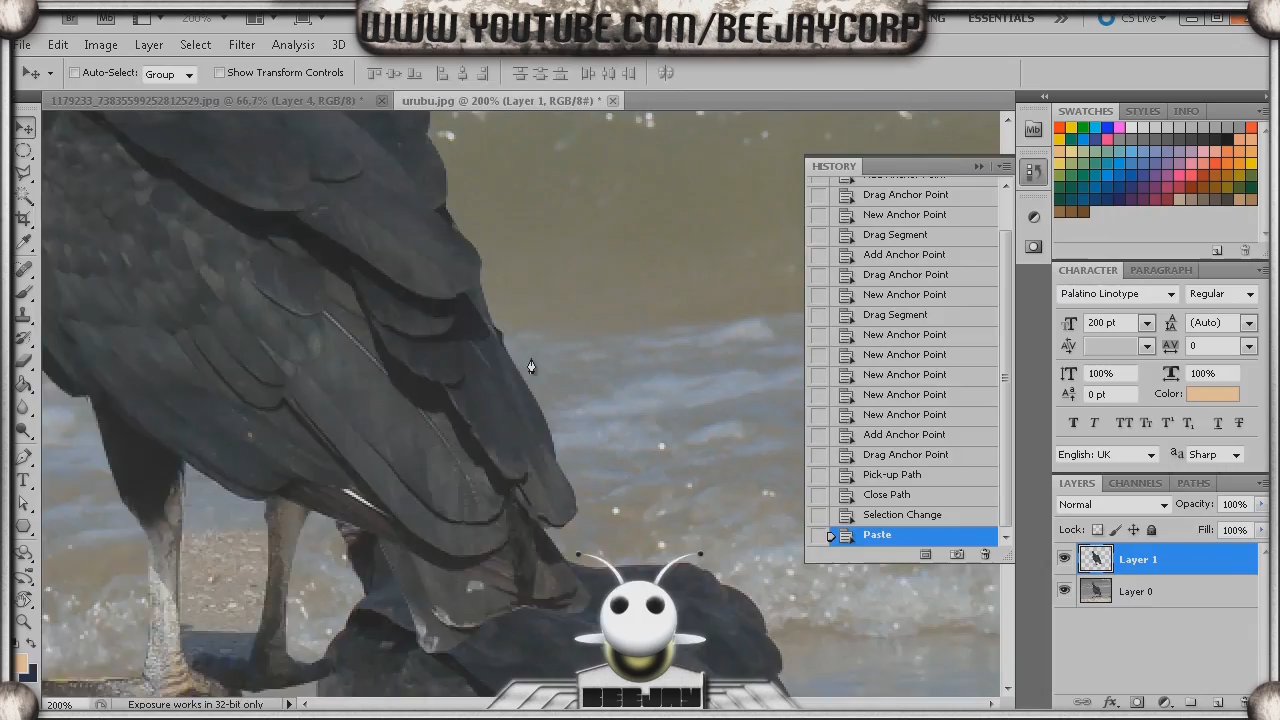 WWW.YOUTUBE.COM/BEEJAYCORP
Br Mb 200% ESSENTIALS CS Live
File Edit Image Layer Select Filter Analysis 3D
Auto-Select: Group Show Transform Controls
1179233_73835599252812529.jpg @ 66,7% (Layer 4, RGB/8) *
urubu.jpg @ 200% (Layer 1, RGB/8#) *
HISTORY
Drag Anchor Point
New Anchor Point
Drag Segment
Add Anchor Point
Drag Anchor Point
New Anchor Point
Drag Segment
New Anchor Point
New Anchor Point
New Anchor Point
New Anchor Point
New Anchor Point
Add Anchor Point
Drag Anchor Point
Pick-up Path
Close Path
Selection Change
Paste
Mb
SWATCHES STYLES INFO
CHARACTER PARAGRAPH
Palatino Linotype Regular
200 pt (Auto)
0
100% 100%
0 pt Color:
English: UK Sharp
LAYERS CHANNELS PATHS
Normal Opacity: 100%
Lock: Fill: 100%
Layer 1
Layer 0
BEEJAY
200% Exposure works in 32-bit only